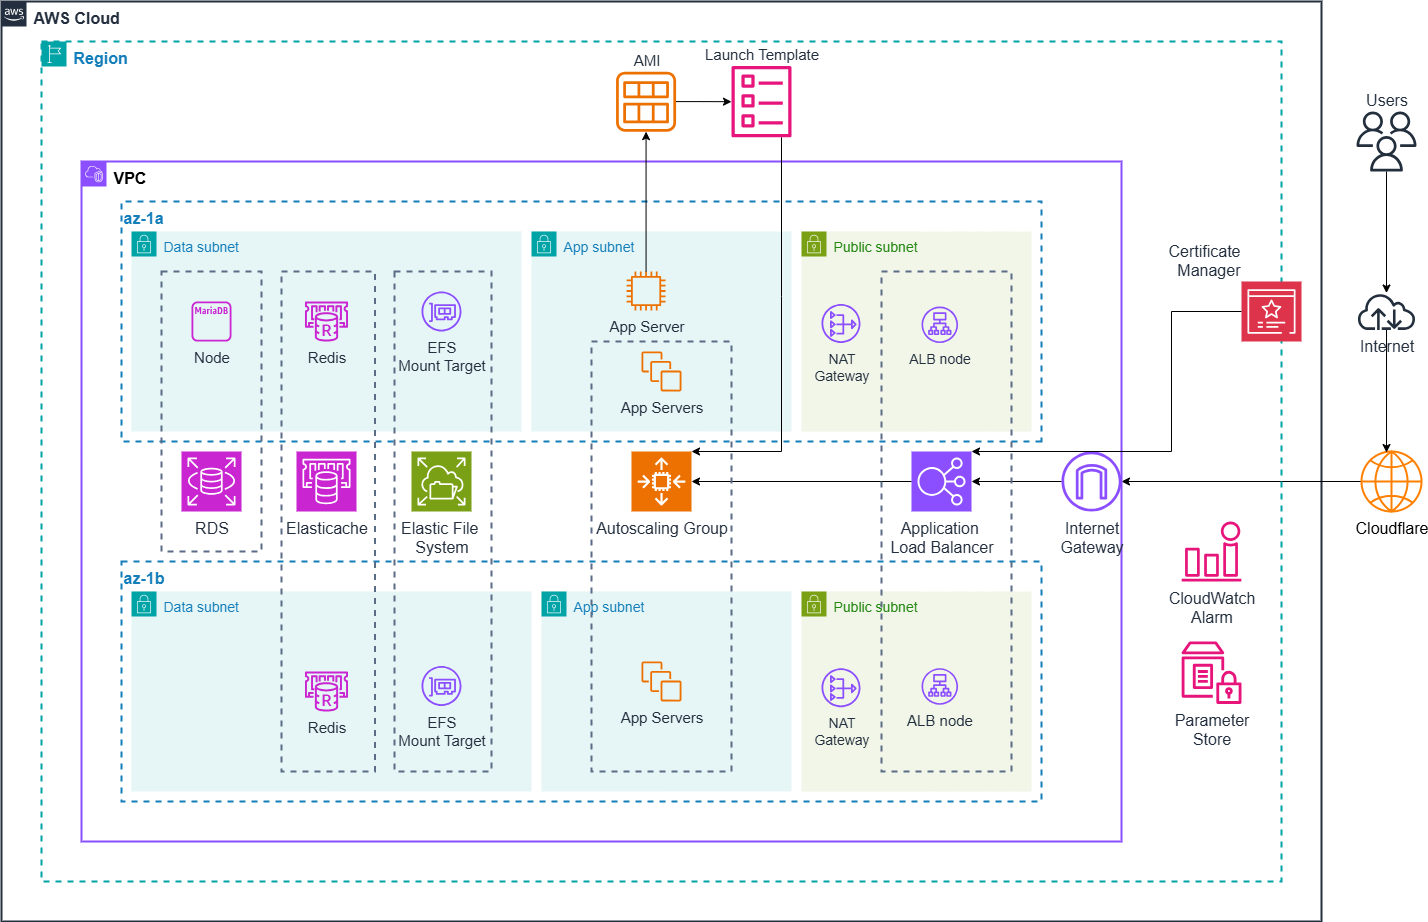 aws
AWS Cloud
Region
AMI
Launch Template
Users
VPC
az-1a
Data subnet
App subnet
Public subnet
Certificate
Manager
MariaDB
Node
R
Redis
EFS
Mount Target
App Server
App Servers
NAT
Gateway
ALB node
Internet
RDS
Elasticache
Elastic File
System
Autoscaling Group
Application
Load Balancer
Internet
Gateway
Cloudflare
az-1b
Data subnet
App subnet
Public subnet
CloudWatch
Alarm
R
Redis
EFS
Mount Target
App Servers
NAT
Gateway
ALB node
Parameter
Store